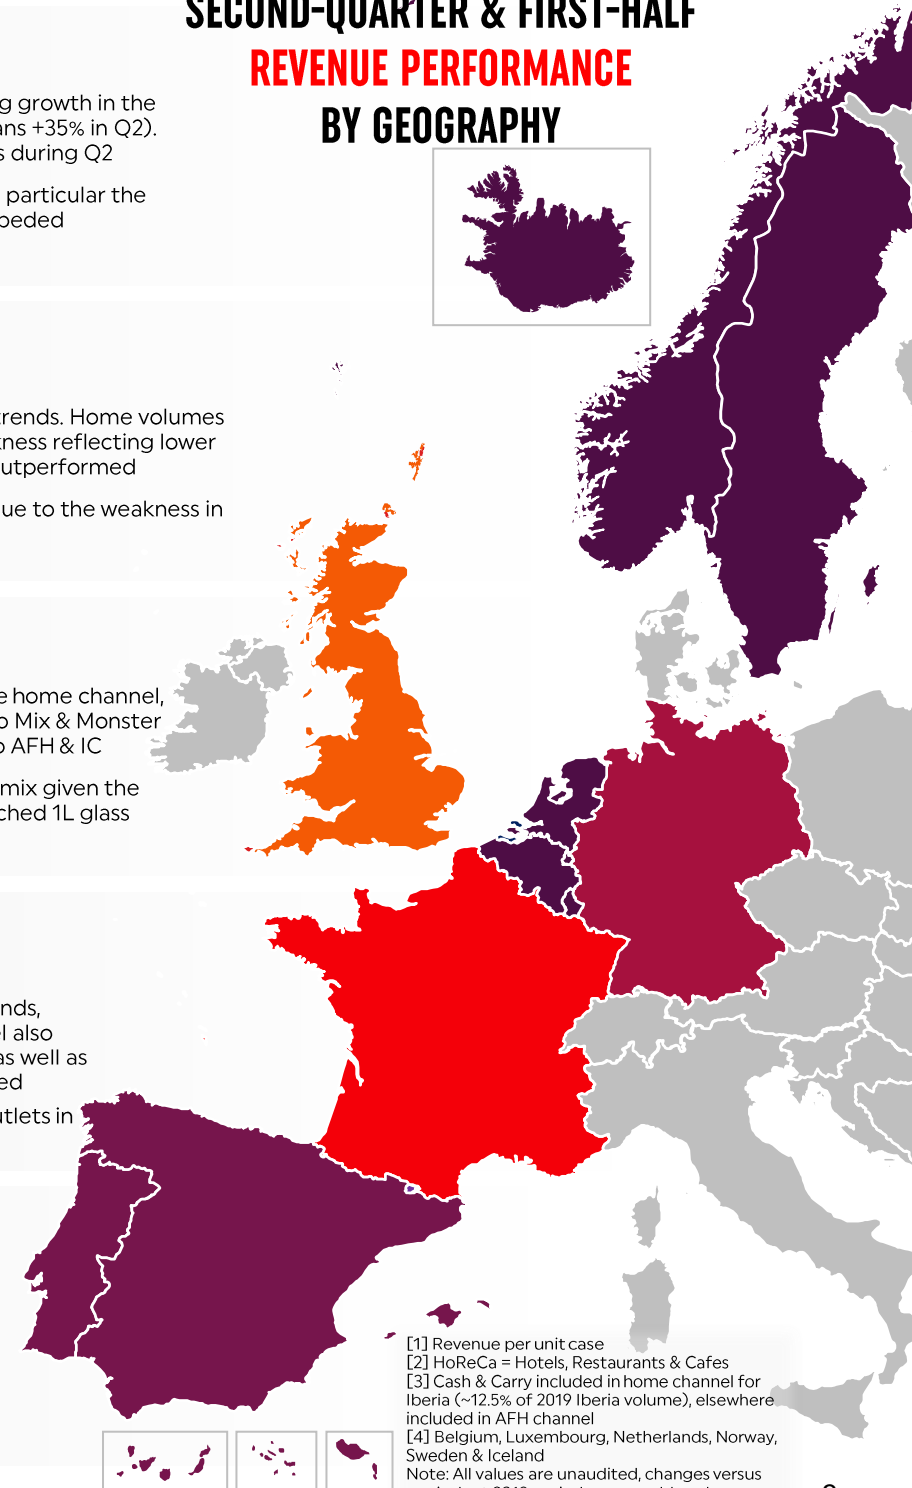 SECOND-QUARTER & FIRST-HALF
REVENUE PERFORMANCE
BY GEOGRAPHY
g growth in the
ans +35% in Q2).
s during Q2
particular the
peded
trends. Home volumes
kness reflecting lower
utperformed
ue to the weakness in
e home channel,
o Mix & Monster
o AFH & IC
mix given the
ched 1L glass
nds,
el also
as well as
ed
utlets in
[1] Revenue per unit case
[2] HoReCa = Hotels, Restaurants & Cafes
[3] Cash & Carry included in home channel for
Iberia (~12.5% of 2019 Iberia volume), elsewhere
included in AFH channel
[4] Belgium, Luxembourg, Netherlands, Norway,
Sweden & Iceland
Note: All values are unaudited, changes versus